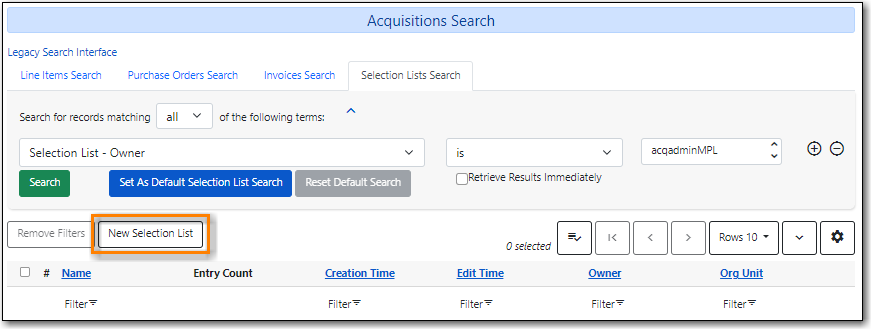 Acquisitions Search
Legacy Search Interface
Line Items Search Purchase Orders Search Invoices Search Selection Lists Search
Search for records matching all of the following terms:
Selection List - Owner is acqadminMPL
Search Set As Default Selection List Search Reset Default Search Retrieve Results Immediately
Remove Filters New Selection List 0 selected Rows 10
# Name Entry Count Creation Time Edit Time Owner Org Unit
Filter Filter Filter Filter Filter